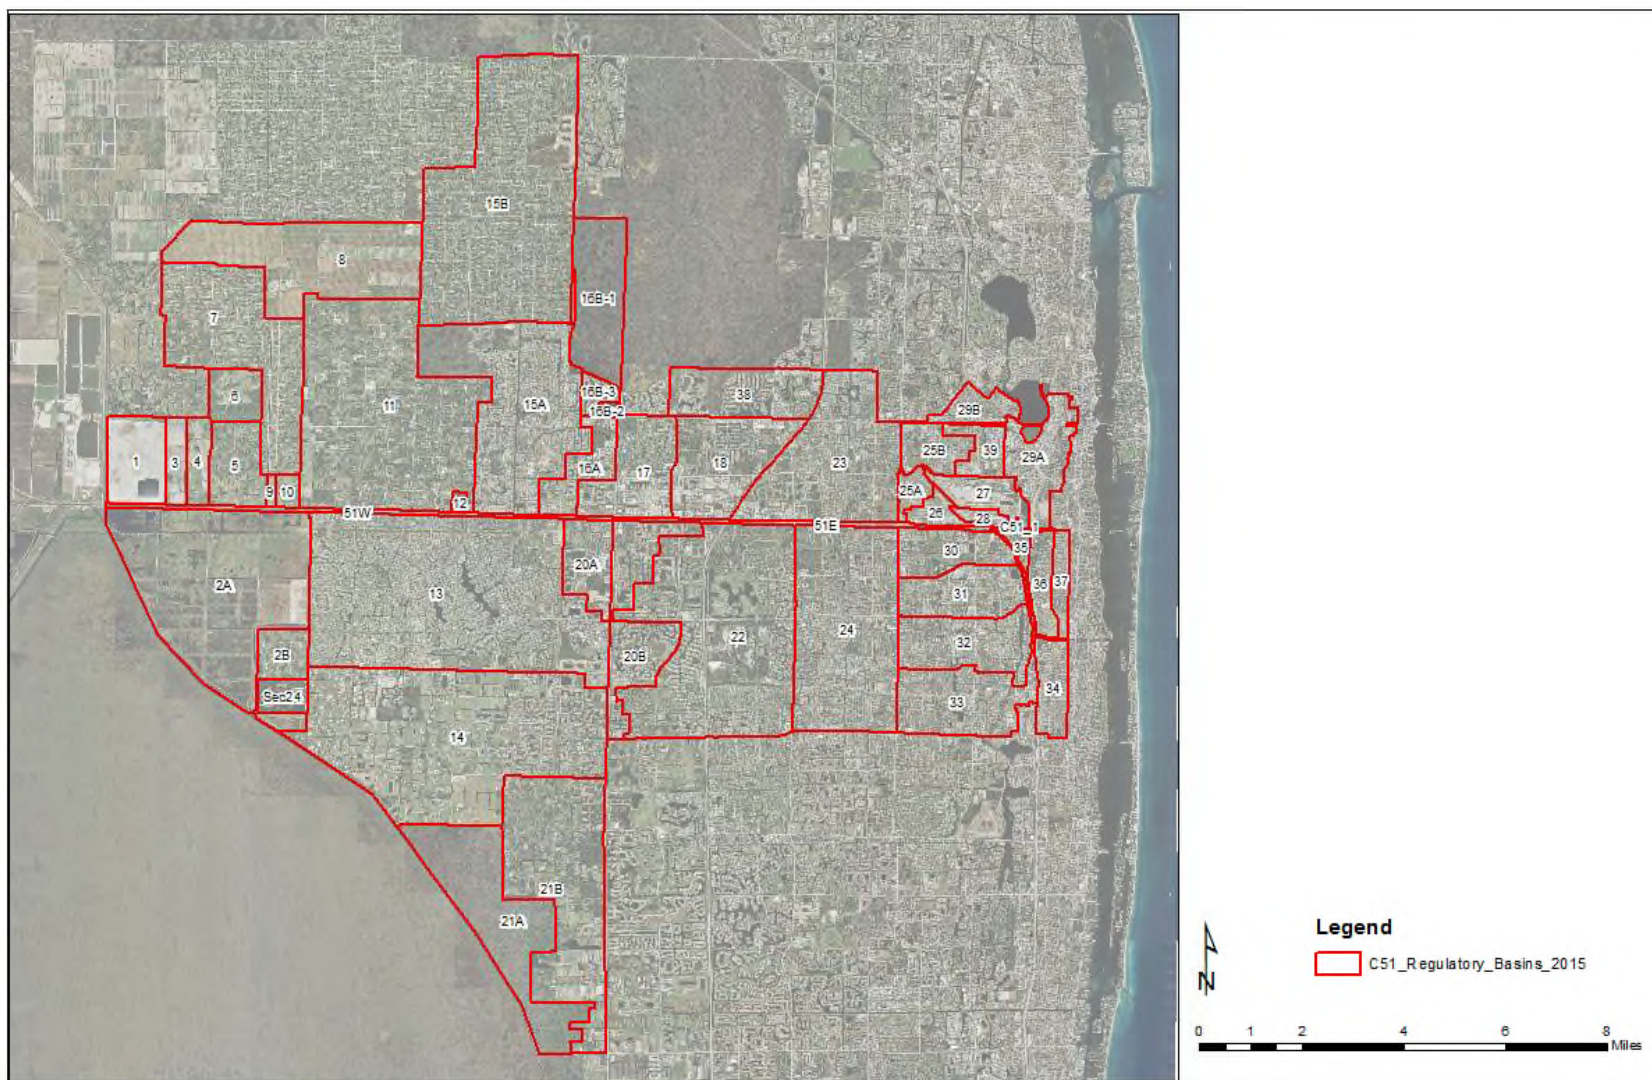 15B
8
16B-1
7
6
11
15A
16B-3
16B-2
38
29B
1
3
4
5
9
10
12
16A
17
18
23
25B
39
29A
25A
27
26
28
51W
51E
C51_1
2A
13
20A
30
35
31
36
37
2B
20B
22
24
32
Sec24
33
34
14
21B
21A
N
Legend
C51_Regulatory_Basins_2015
0 1 2 4 6 8
Miles